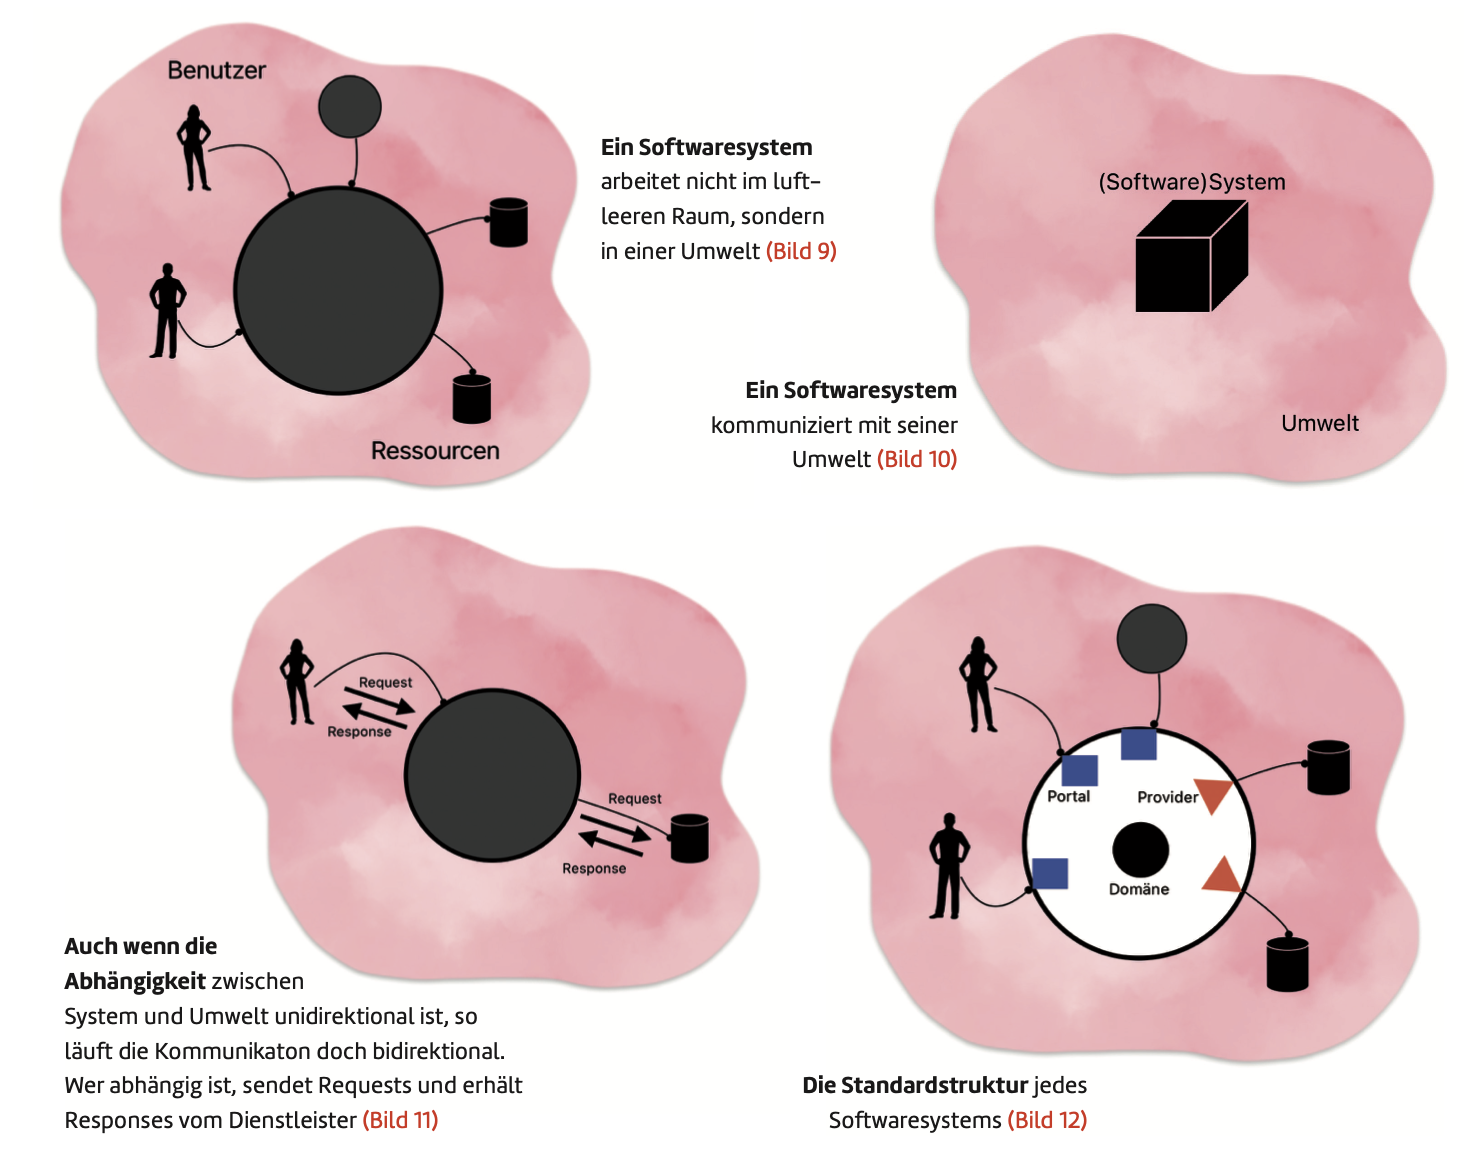 Benutzer
Ressourcen
Ein Softwaresystem
arbeitet nicht im luft-
leeren Raum, sondern
in einer Umwelt (Bild 9)
(Software)System
Umwelt
Ein Softwaresystem
kommuniziert mit seiner
Umwelt (Bild 10)
Request
Response
Request
Response
Auch wenn die
Abhängigkeit zwischen
System und Umwelt unidirektional ist, so
läuft die Kommunikaton doch bidirektional.
Wer abhängig ist, sendet Requests und erhält
Responses vom Dienstleister (Bild 11)
Portal
Provider
Domäne
Die Standardstruktur jedes
Softwaresystems (Bild 12)